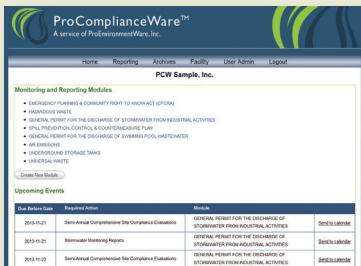 ProComplianceWare™
A service of ProEnvironmentWare, Inc.
Home Reporting Archives Facility User Admin Logout
PCW Sample, Inc.
Monitoring and Reporting Modules
EMERGENCY PLANNING & COMMUNITY RIGHT TO KNOW ACT (EPCRA)
HAZARDOUS WASTE
GENERAL PERMIT FOR THE DISCHARGE OF STORMWATER FROM INDUSTRIAL ACTIVITIES
SPILL PREVENTION, CONTROL & COUNTERMEASURE PLAN
GENERAL PERMIT FOR THE DISCHARGE OF SWIMMING POOL WASTEWATER
AIR EMISSIONS
UNDERGROUND STORAGE TANKS
UNIVERSAL WASTE
Create New Module
Upcoming Events
Due Before Date Required Action Module
2013-11-21 Semi-Annual Comprehensive Site Compliance Evaluations GENERAL PERMIT FOR THE DISCHARGE OF
STORMWATER FROM INDUSTRIAL ACTIVITIES Send to calendar
2013-11-21 Stormwater Monitoring Reports GENERAL PERMIT FOR THE DISCHARGE OF
STORMWATER FROM INDUSTRIAL ACTIVITIES Send to calendar
2013-11-22 Semi-Annual Comprehensive Site Compliance Evaluations GENERAL PERMIT FOR THE DISCHARGE OF
STORMWATER FROM INDUSTRIAL ACTIVITIES Send to calendar